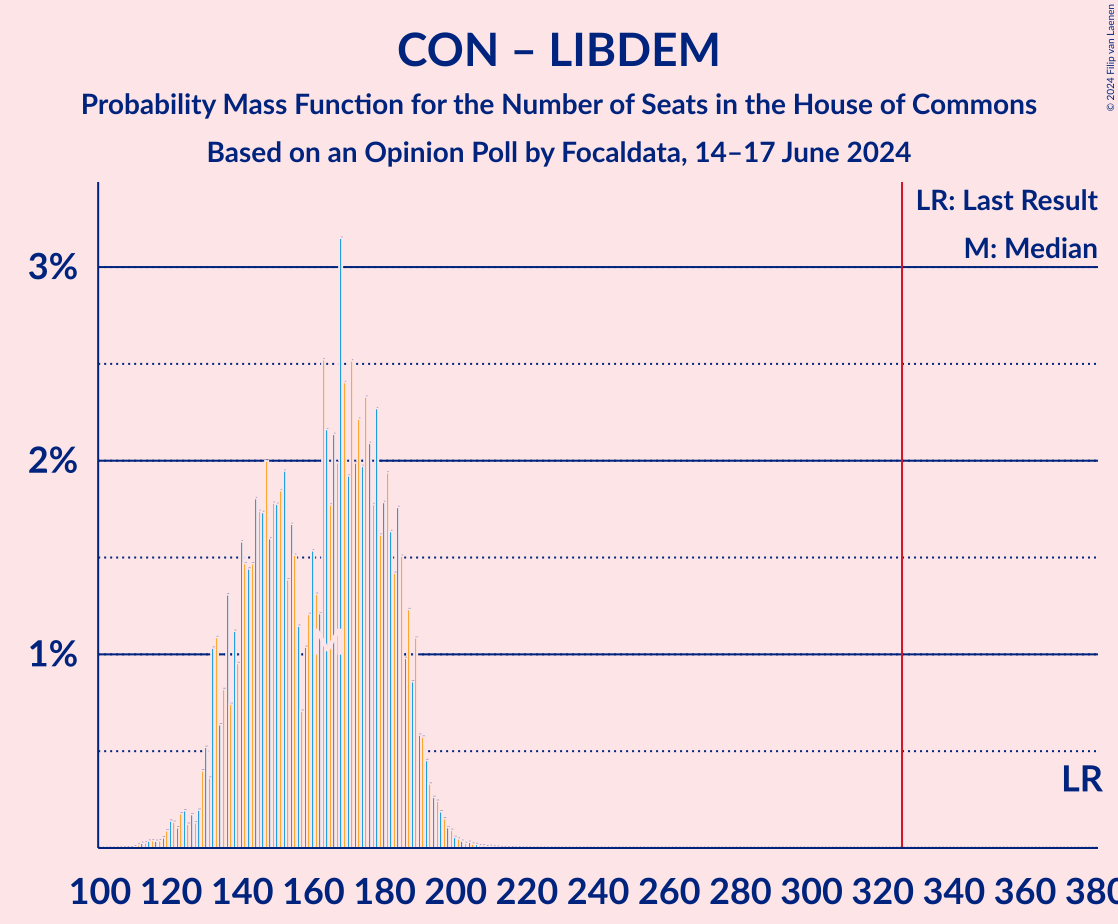 CON – LIBDEM
Probability Mass Function for the Number of Seats in the House of Commons
Based on an Opinion Poll by Focaldata, 14–17 June 2024
© 2024 Filip van Laenen
LR: Last Result
M: Median
3%
2%
1%
M
LR
100 120 140 160 180 200 220 240 260 280 300 320 340 360 380